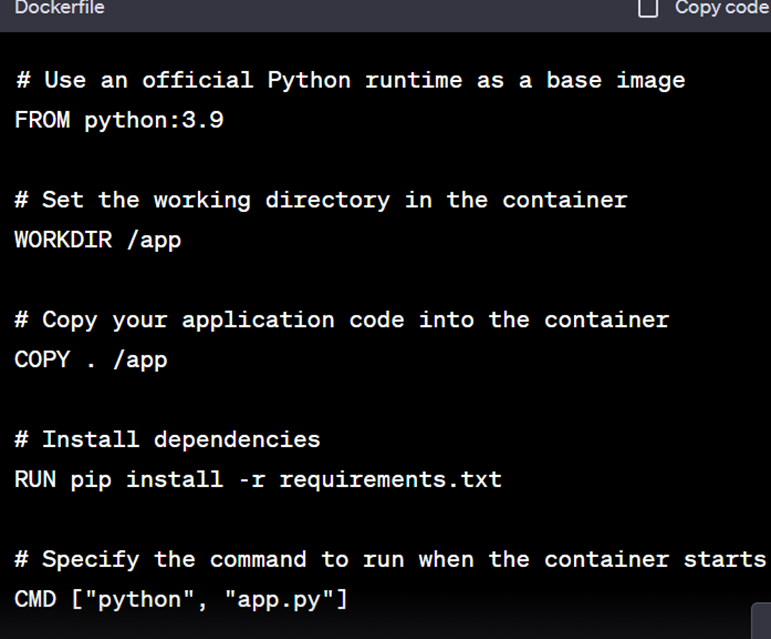 Dockerfile Copy code
# Use an official Python runtime as a base image
FROM python:3.9
# Set the working directory in the container
WORKDIR /app
# Copy your application code into the container
COPY . /app
# Install dependencies
RUN pip install -r requirements.txt
# Specify the command to run when the container starts
CMD ["python", "app.py"]